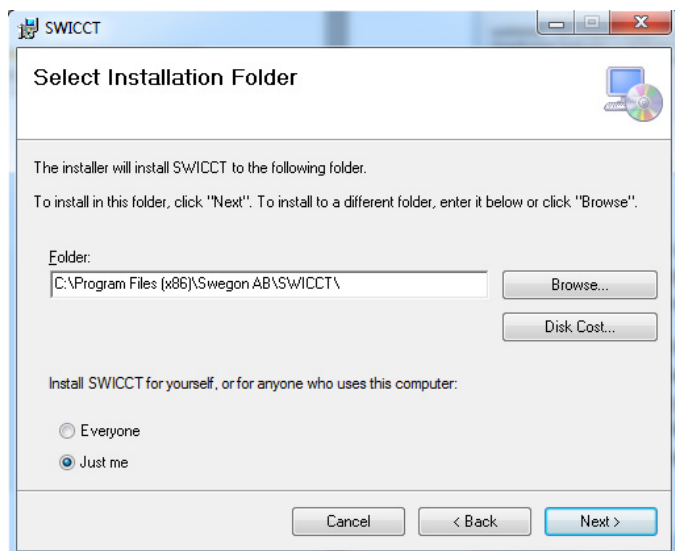 SWICCT
Select Installation Folder
The installer will install SWICCT to the following folder.
To install in this folder, click "Next". To install to a different folder, enter it below or click "Browse".
Folder:
C:\Program Files (x86)\Swegon AB\SWICCT\
Browse...
Disk Cost...
Install SWICCT for yourself, or for anyone who uses this computer:
Everyone
Just me
Cancel
< Back
Next >